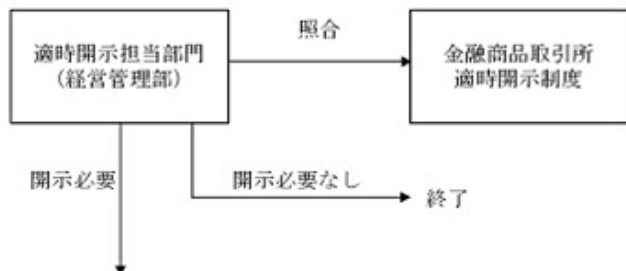 照合
適時開示担当部門
（経営管理部）
金融商品取引所
適時開示制度
開示必要
開示必要なし
終了